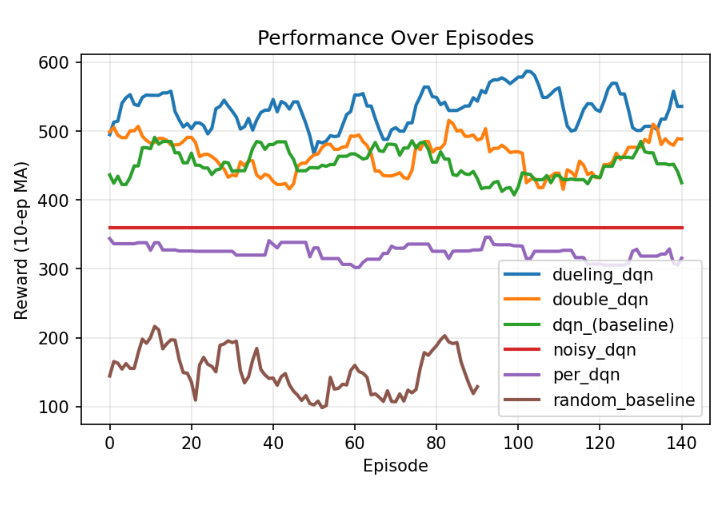 Performance Over Episodes
Reward (10-ep MA)
600
500
400
300
200
100
dueling_dqn
double_dqn
dqn_(baseline)
noisy_dqn
per_dqn
random_baseline
0
20
40
60
80
100
120
140
Episode